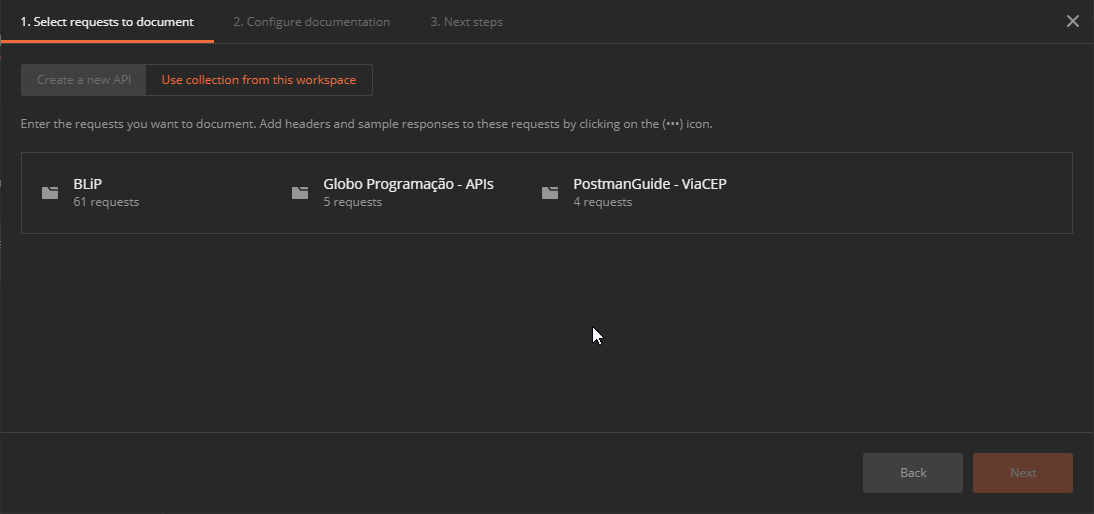 1. Select requests to document 2. Configure documentation 3. Next steps
Create a new API Use collection from this workspace
Enter the requests you want to document. Add headers and sample responses to these requests by clicking on the (•••) icon.
BLiP Globo Programação - APIs PostmanGuide - ViaCEP
61 requests 5 requests 4 requests
Back Next